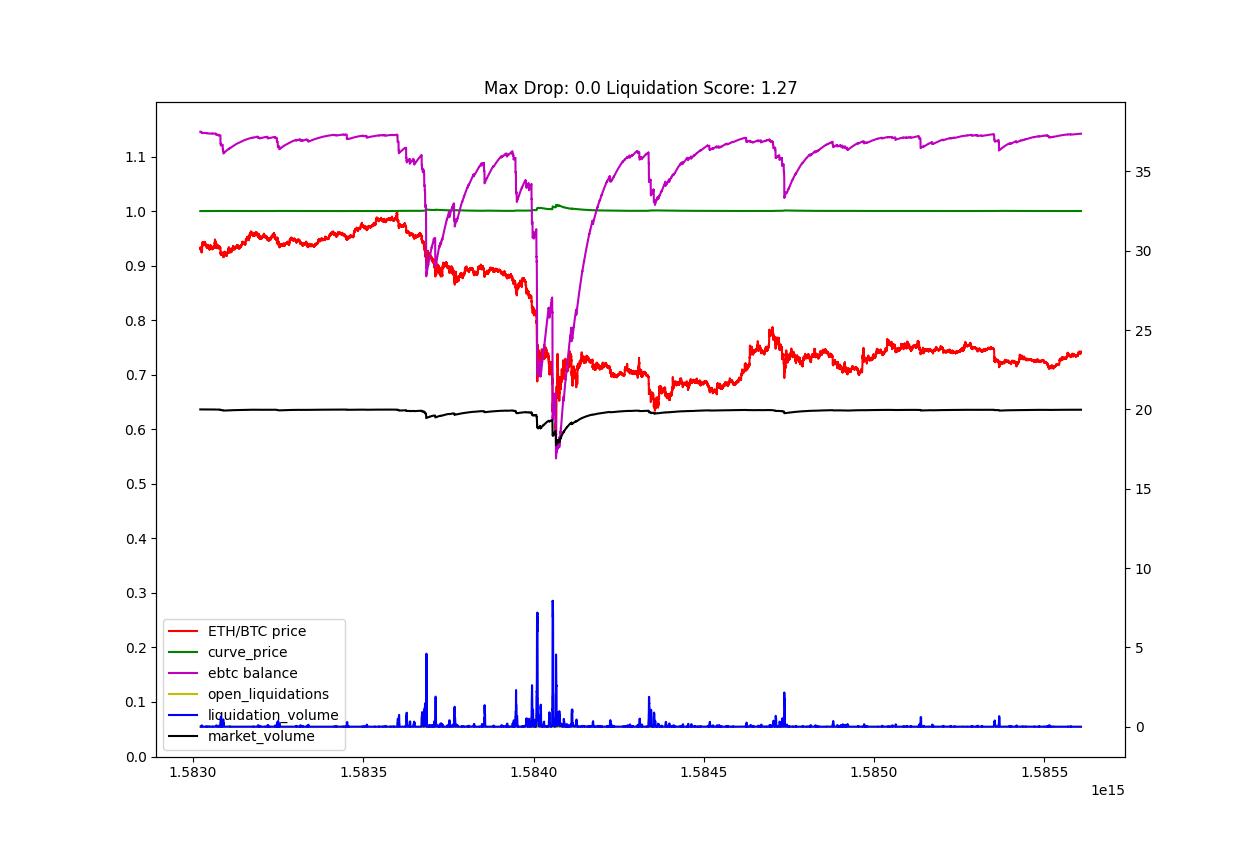 Max Drop: 0.0 Liquidation Score: 1.27
1.1
1.0
0.9
0.8
0.7
0.6
0.5
0.4
0.3
0.2
0.1
0.0
35
30
25
20
15
10
5
0
ETH/BTC price
curve_price
ebtc balance
open_liquidations
liquidation_volume
market_volume
1.5830 1.5835 1.5840 1.5845 1.5850 1.5855
1e15